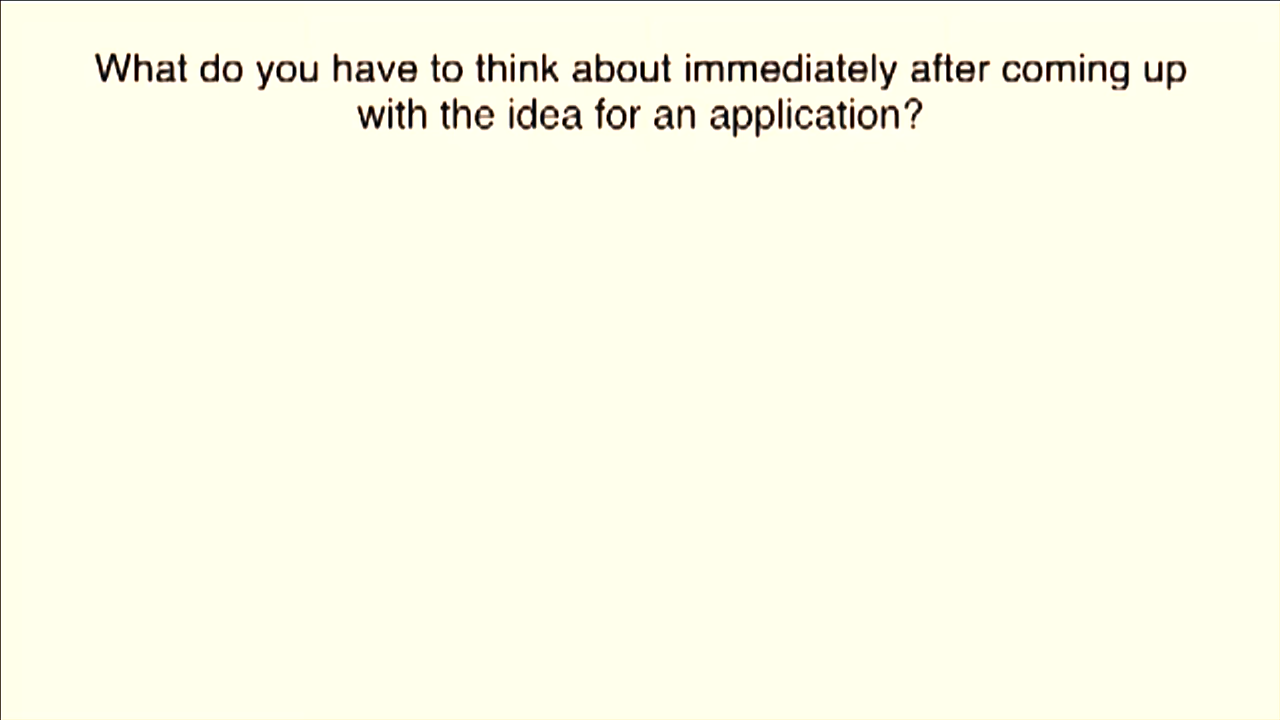 What do you have to think about immediately after coming up
with the idea for an application?